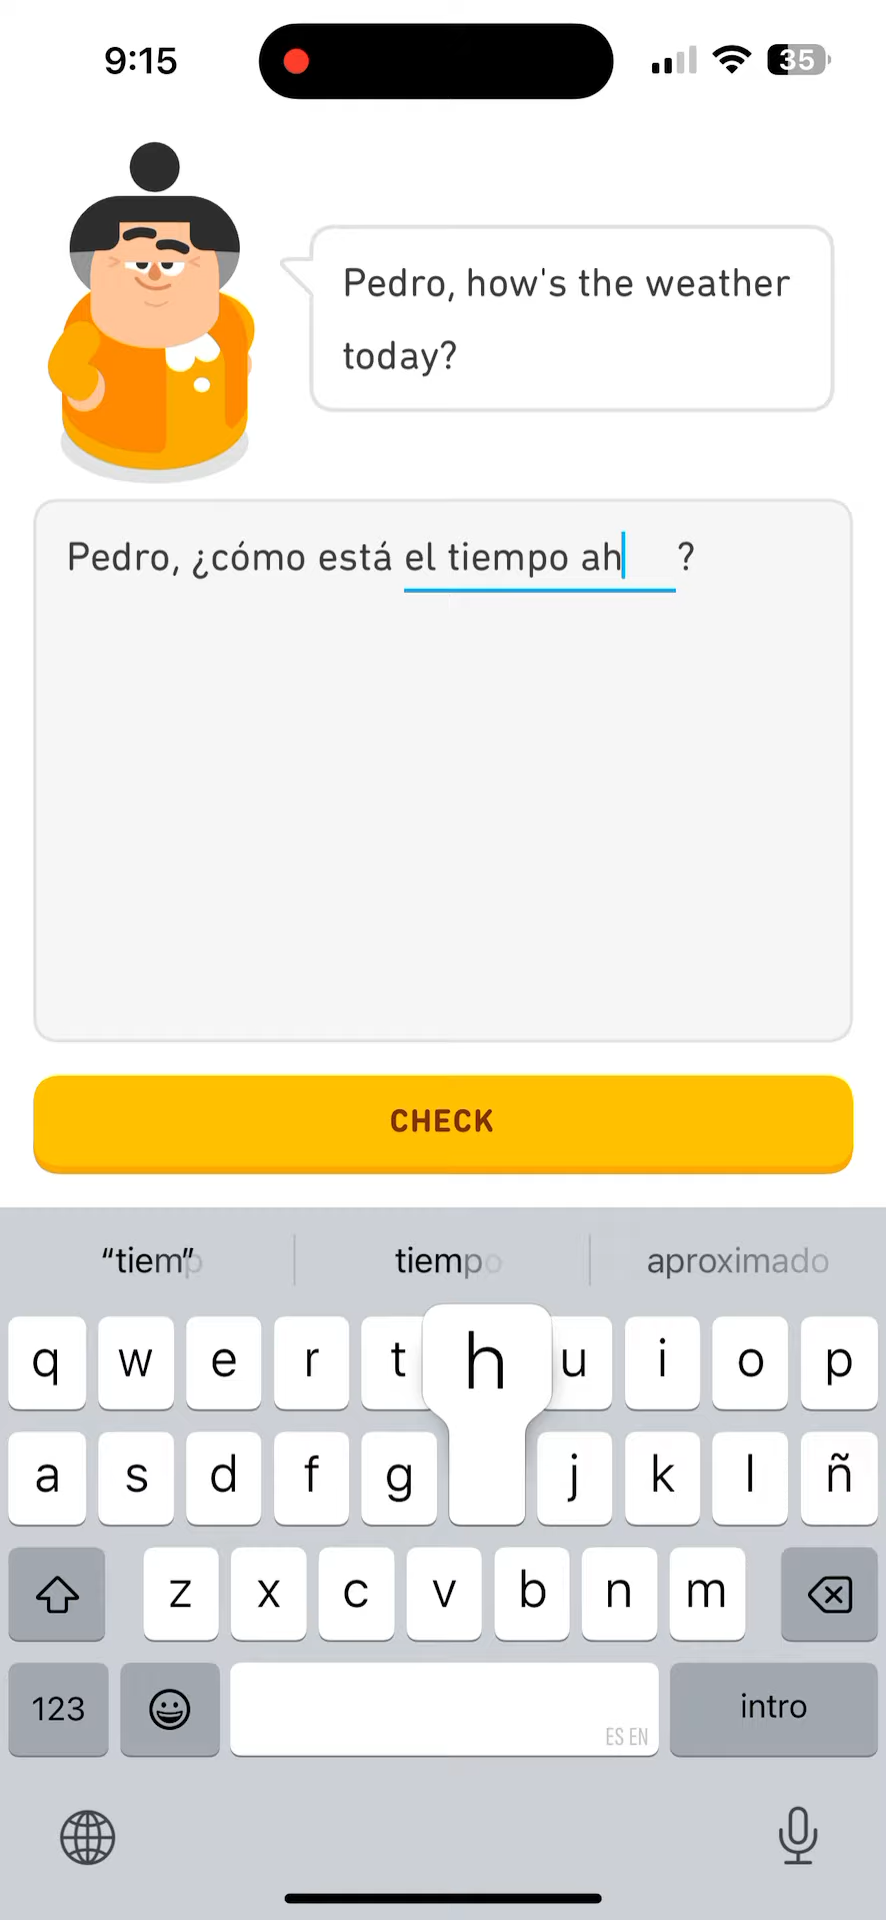 9:15
35
Pedro, how's the weather
today?
Pedro, ¿cómo está el tiempo ah ?
CHECK
“tiem” tiempo aproximado
q w e r t h u i o p
a s d f g j k l ñ
z x c v b n m
123 intro
ES EN